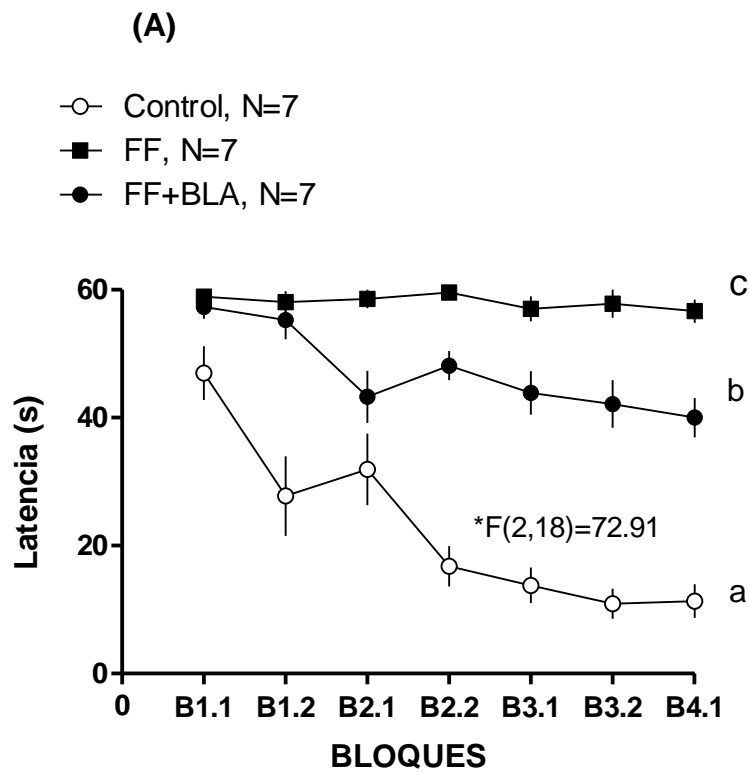 (A)
Control, N=7
FF, N=7
FF+BLA, N=7
Latencia (s)
60
40
20
0
c
b
*F(2,18)=72.91
a
0 B1.1 B1.2 B2.1 B2.2 B3.1 B3.2 B4.1
BLOQUES